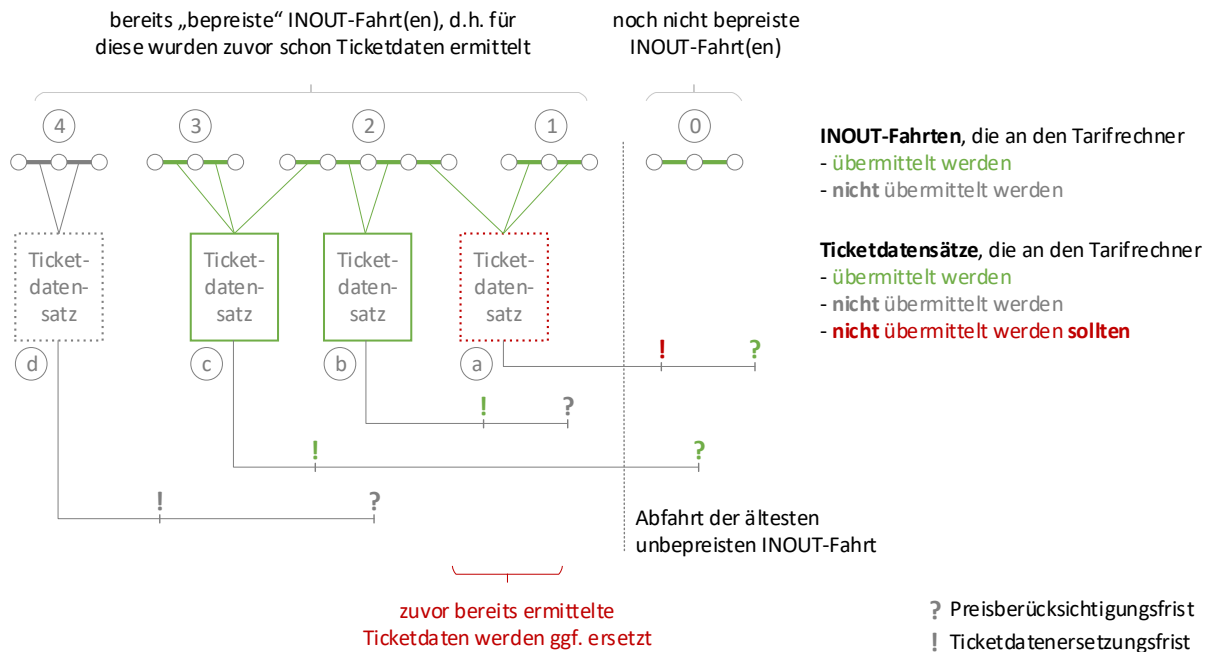 bereits „bepreiste“ INOUT-Fahrt(en), d.h. für
diese wurden zuvor schon Ticketdaten ermittelt
noch nicht bepreiste
INOUT-Fahrt(en)
4
3
2
1
0
INOUT-Fahrten, die an den Tarifrechner
- übermittelt werden
- nicht übermittelt werden
Ticketdatensätze, die an den Tarifrechner
- übermittelt werden
- nicht übermittelt werden
- nicht übermittelt werden sollten
Ticket-
daten-
satz
Ticket-
daten-
satz
Ticket-
daten-
satz
Ticket-
daten-
satz
d
c
b
a
! ?
! ?
! ?
! ?
Abfahrt der ältesten
unbepreisten INOUT-Fahrt
zuvor bereits ermittelte
Ticketdaten werden ggf. ersetzt
? Preisberücksichtigungsfrist
! Ticketdatenersetzungsfrist